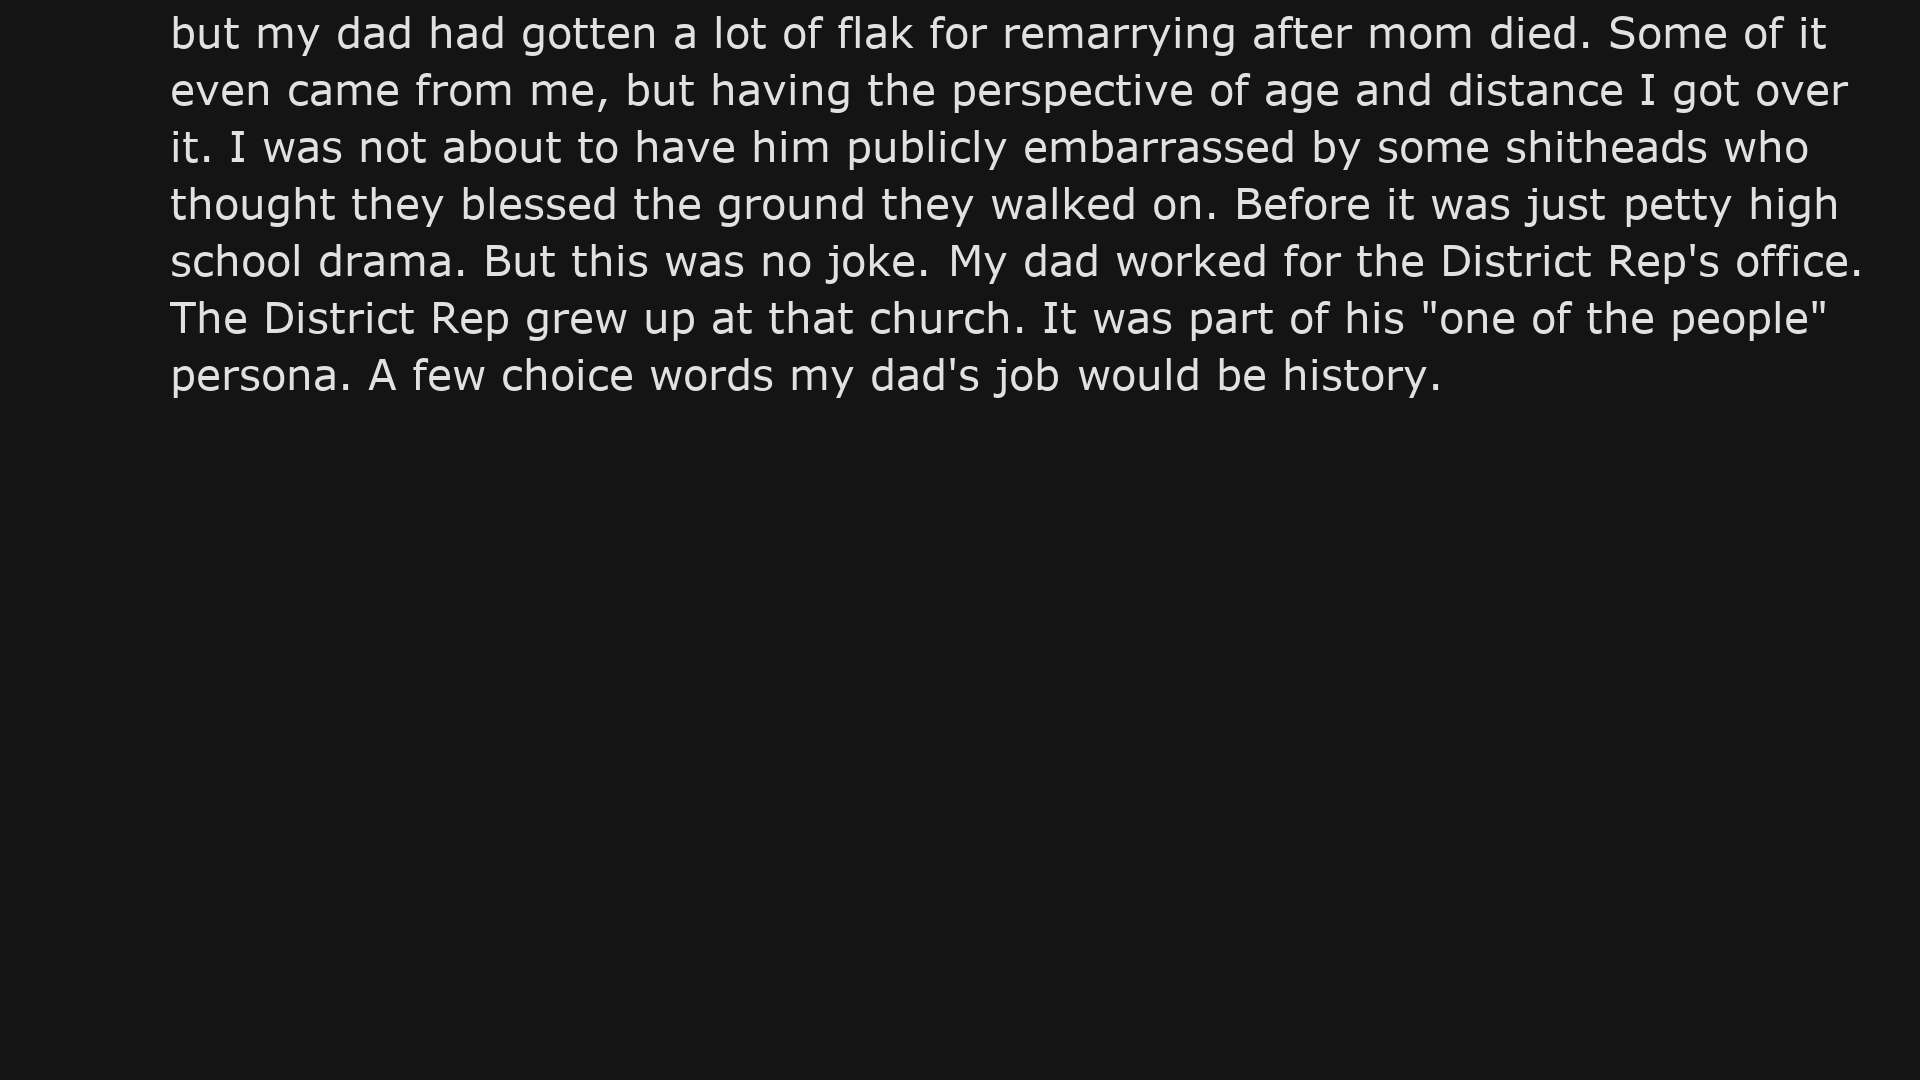 but my dad had gotten a lot of flak for remarrying after mom died. Some of it
even came from me, but having the perspective of age and distance I got over
it. I was not about to have him publicly embarrassed by some shitheads who
thought they blessed the ground they walked on. Before it was just petty high
school drama. But this was no joke. My dad worked for the District Rep's office.
The District Rep grew up at that church. It was part of his "one of the people"
persona. A few choice words my dad's job would be history.